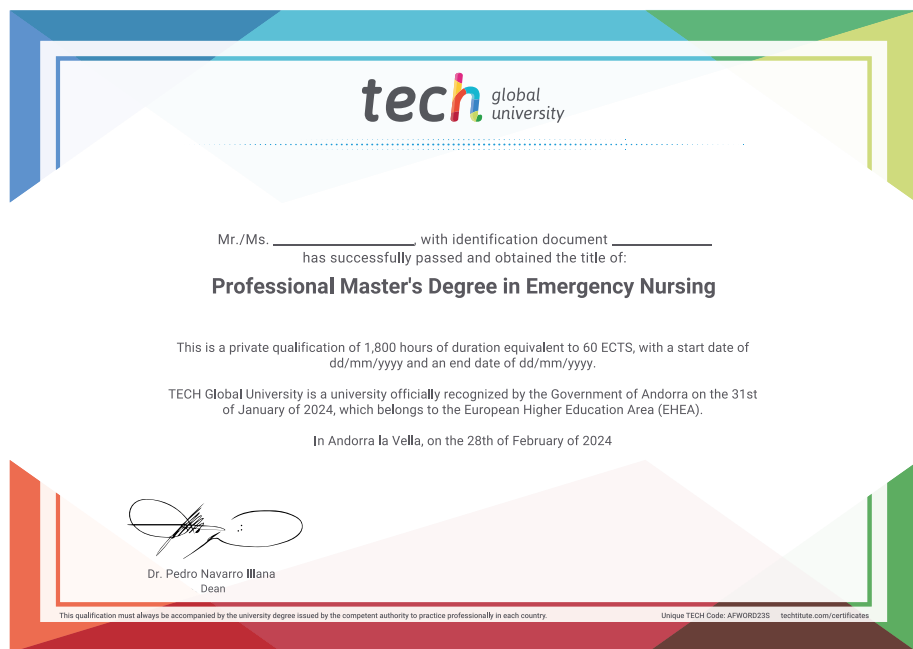 tech global university
Mr./Ms. ____________, with identification document ____________
has successfully passed and obtained the title of:
Professional Master's Degree in Emergency Nursing
This is a private qualification of 1,800 hours of duration equivalent to 60 ECTS, with a start date of
dd/mm/yyyy and an end date of dd/mm/yyyy.
TECH Global University is a university officially recognized by the Government of Andorra on the 31st
of January of 2024, which belongs to the European Higher Education Area (EHEA).
In Andorra la Vella, on the 28th of February of 2024
Dr. Pedro Navarro Illana
Dean
This qualification must always be accompanied by the university degree issued by the competent authority to practice professionally in each country.
Unique TECH Code: AFWORD23S techtitute.com/certificates